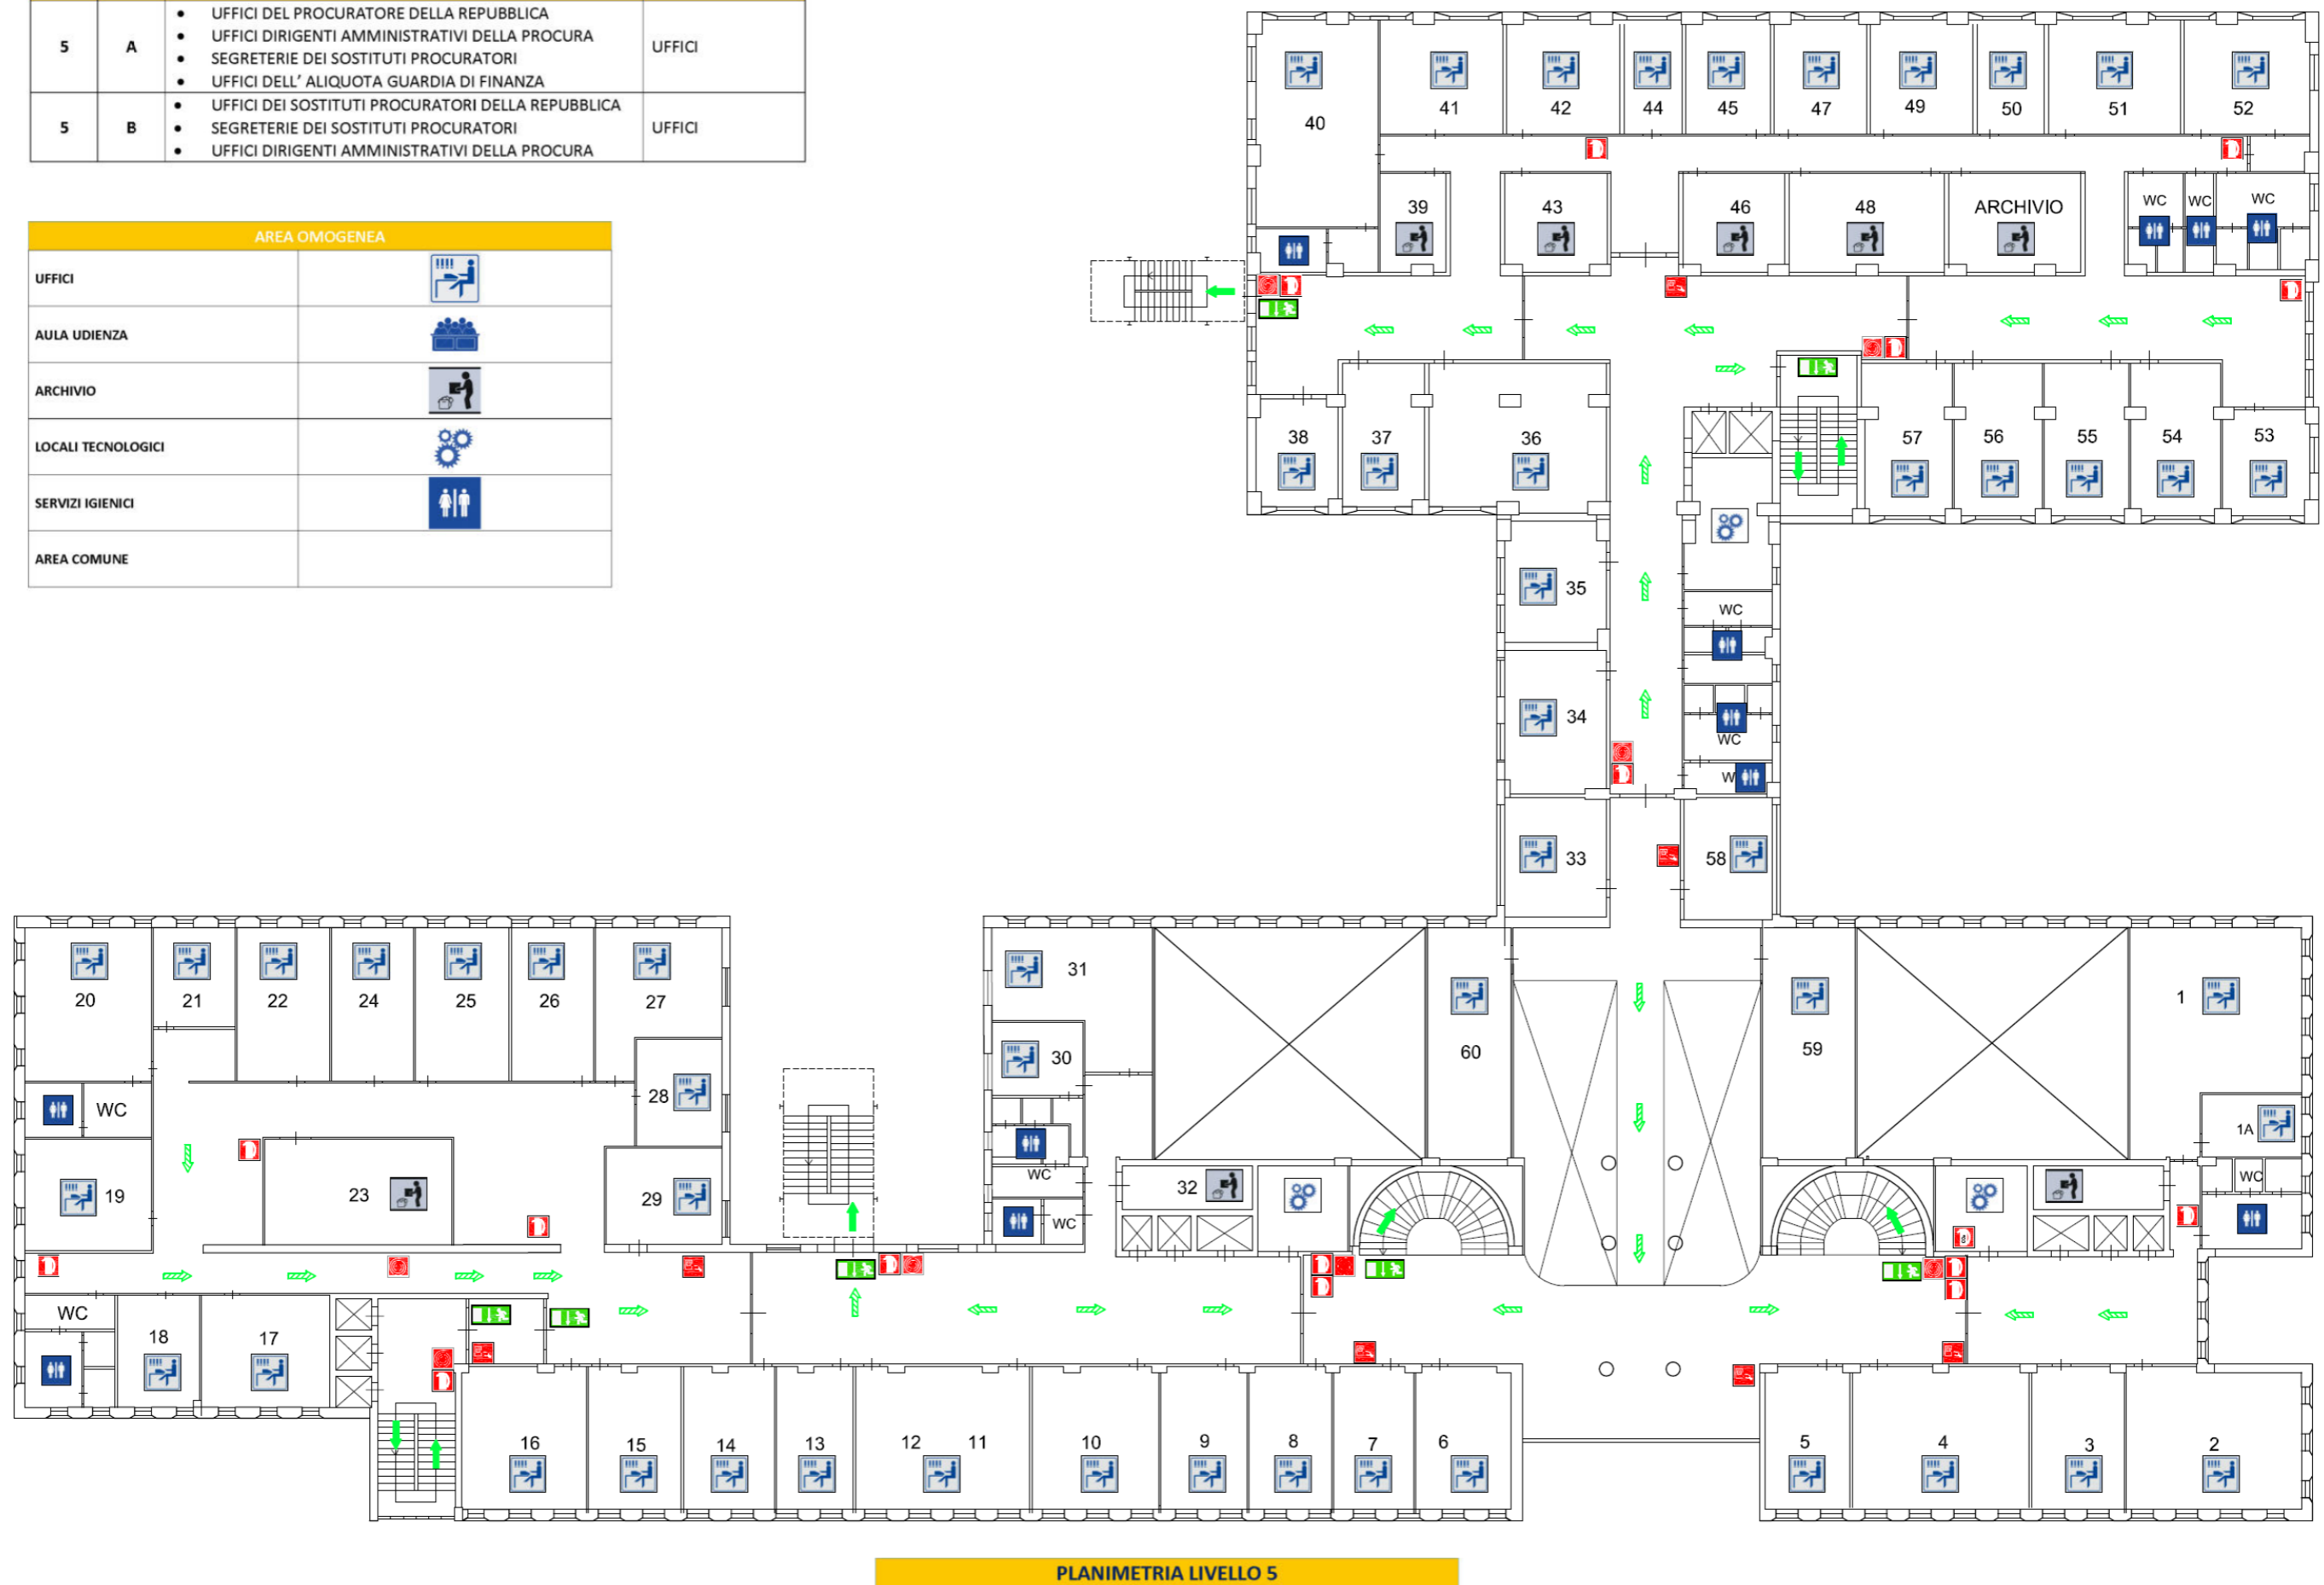 5 A • UFFICI DEL PROCURATORE DELLA REPUBBLICA
• UFFICI DIRIGENTI AMMINISTRATIVI DELLA PROCURA
• SEGRETERIE DEI SOSTITUTI PROCURATORI
• UFFICI DELL' ALIQUOTA GUARDIA DI FINANZA
UFFICI
5 B • UFFICI DEI SOSTITUTI PROCURATORI DELLA REPUBBLICA
• SEGRETERIE DEI SOSTITUTI PROCURATORI
• UFFICI DIRIGENTI AMMINISTRATIVI DELLA PROCURA
UFFICI
AREA OMOGENEA
UFFICI
AULA UDIENZA
ARCHIVIO
LOCALI TECNOLOGICI
SERVIZI IGIENICI
AREA COMUNE
40 41 42 44 45 47 49 50 51 52
39 43 46 48 ARCHIVIO WC WC WC
38 37 36 57 56 55 54 53
35 WC
34 WC
W
33 58
20 21 22 24 25 26 27 31 60 59 1
28 30
WC 1A
19 23 29 32 WC WC
WC
WC
18 17
16 15 14 13 12 11 10 9 8 7 6 5 4 3 2
PLANIMETRIA LIVELLO 5